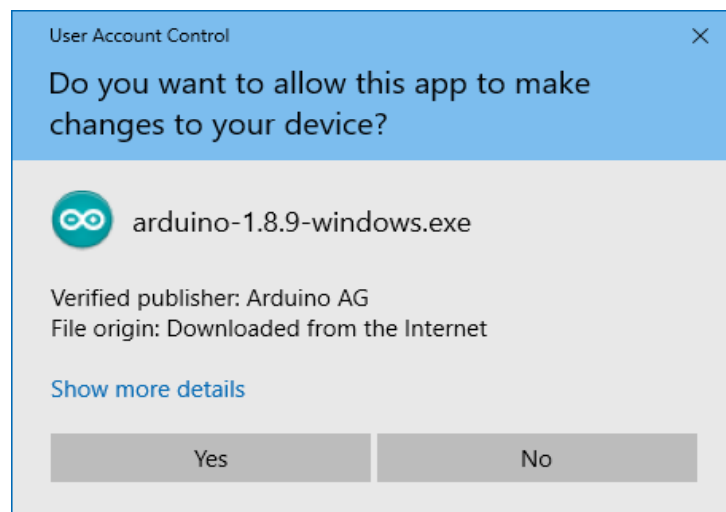 User Account Control
Do you want to allow this app to make
changes to your device?
arduino-1.8.9-windows.exe
Verified publisher: Arduino AG
File origin: Downloaded from the Internet
Show more details
Yes
No